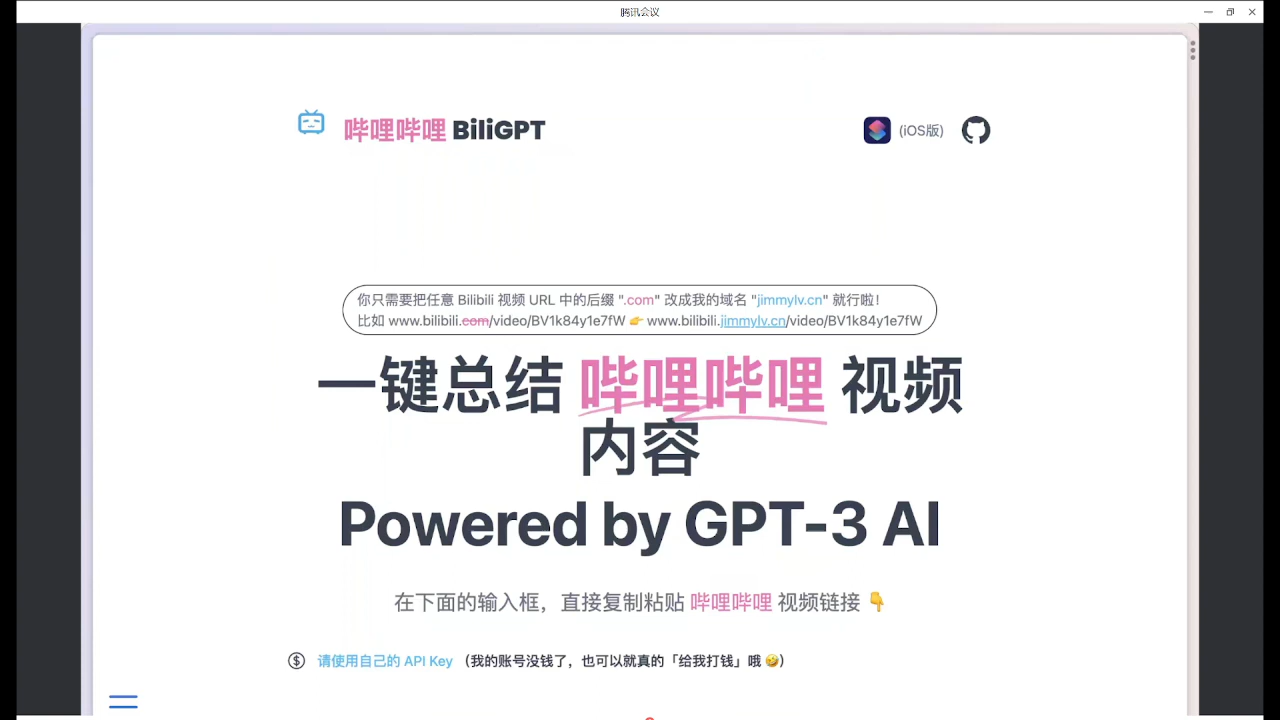 腾讯会议
哔哩哔哩 BiliGPT
(iOS版)
你只需要把任意 Bilibili 视频 URL 中的后缀 ".com" 改成我的域名 "jimmylv.cn" 就行啦！
比如 www.bilibili.com/video/BV1k84y1e7fW 👉 www.bilibili.jimmylv.cn/video/BV1k84y1e7fW
一键总结 哔哩哔哩 视频
内容
Powered by GPT-3 AI
在下面的输入框，直接复制粘贴 哔哩哔哩 视频链接 👇
请使用自己的 API Key （我的账号没钱了，也可以就真的「给我打钱」哦 🤣）